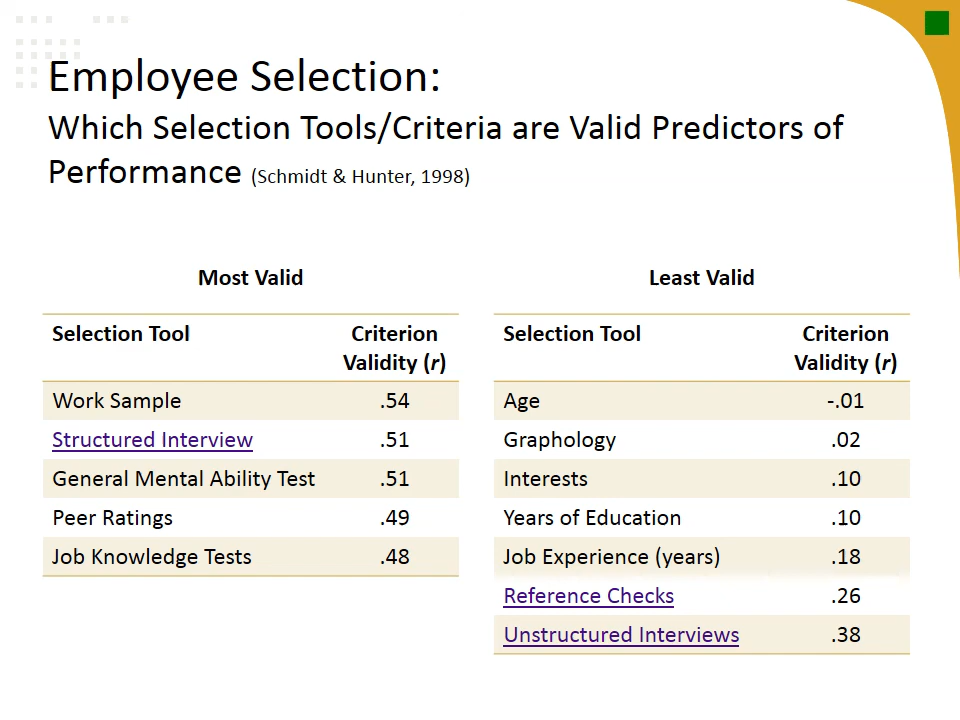 Employee Selection:
Which Selection Tools/Criteria are Valid Predictors of
Performance (Schmidt & Hunter, 1998)
Most Valid
Selection Tool Criterion
Validity (r)
Work Sample .54
Structured Interview .51
General Mental Ability Test .51
Peer Ratings .49
Job Knowledge Tests .48
Least Valid
Selection Tool Criterion
Validity (r)
Age -.01
Graphology .02
Interests .10
Years of Education .10
Job Experience (years) .18
Reference Checks .26
Unstructured Interviews .38